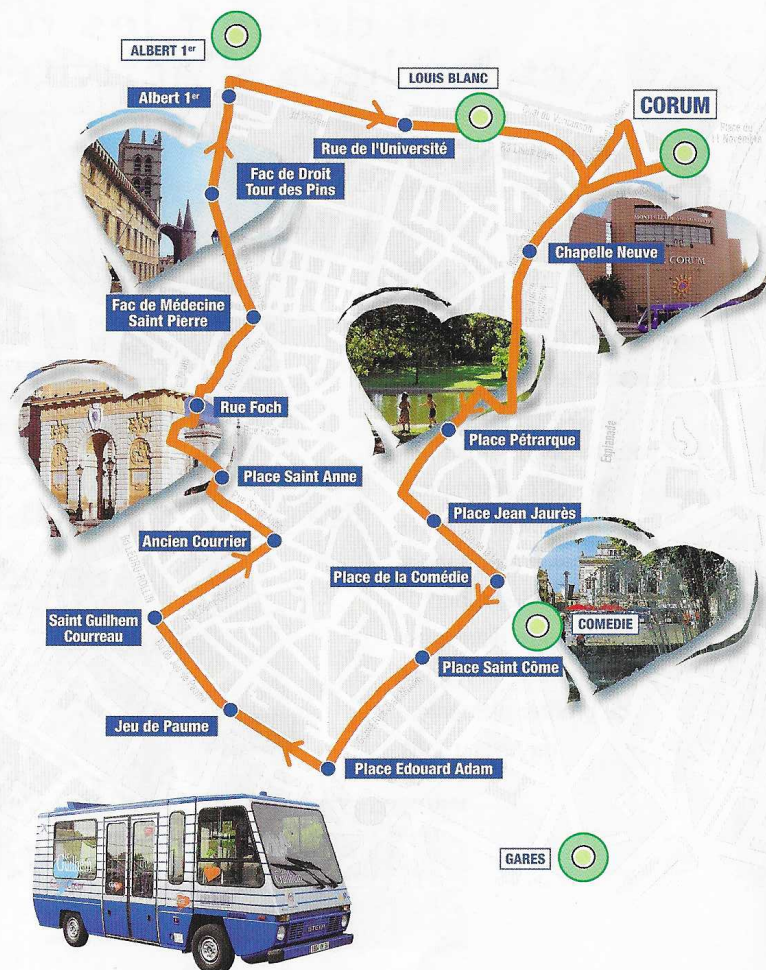 ALBERT 1er
LOUIS BLANC
CORUM
Albert 1er
Rue de l'Université
Fac de Droit
Tour des Pins
Chapelle Neuve
CORUM
Fac de Médecine
Saint Pierre
Rue Foch
Place Pétrarque
Esplanade
Place Saint Anne
Place Jean Jaurès
Ancien Courrier
Place de la Comédie
Saint Guilhem
Courreau
COMEDIE
Place Saint Côme
Jeu de Paume
Place Edouard Adam
GARES